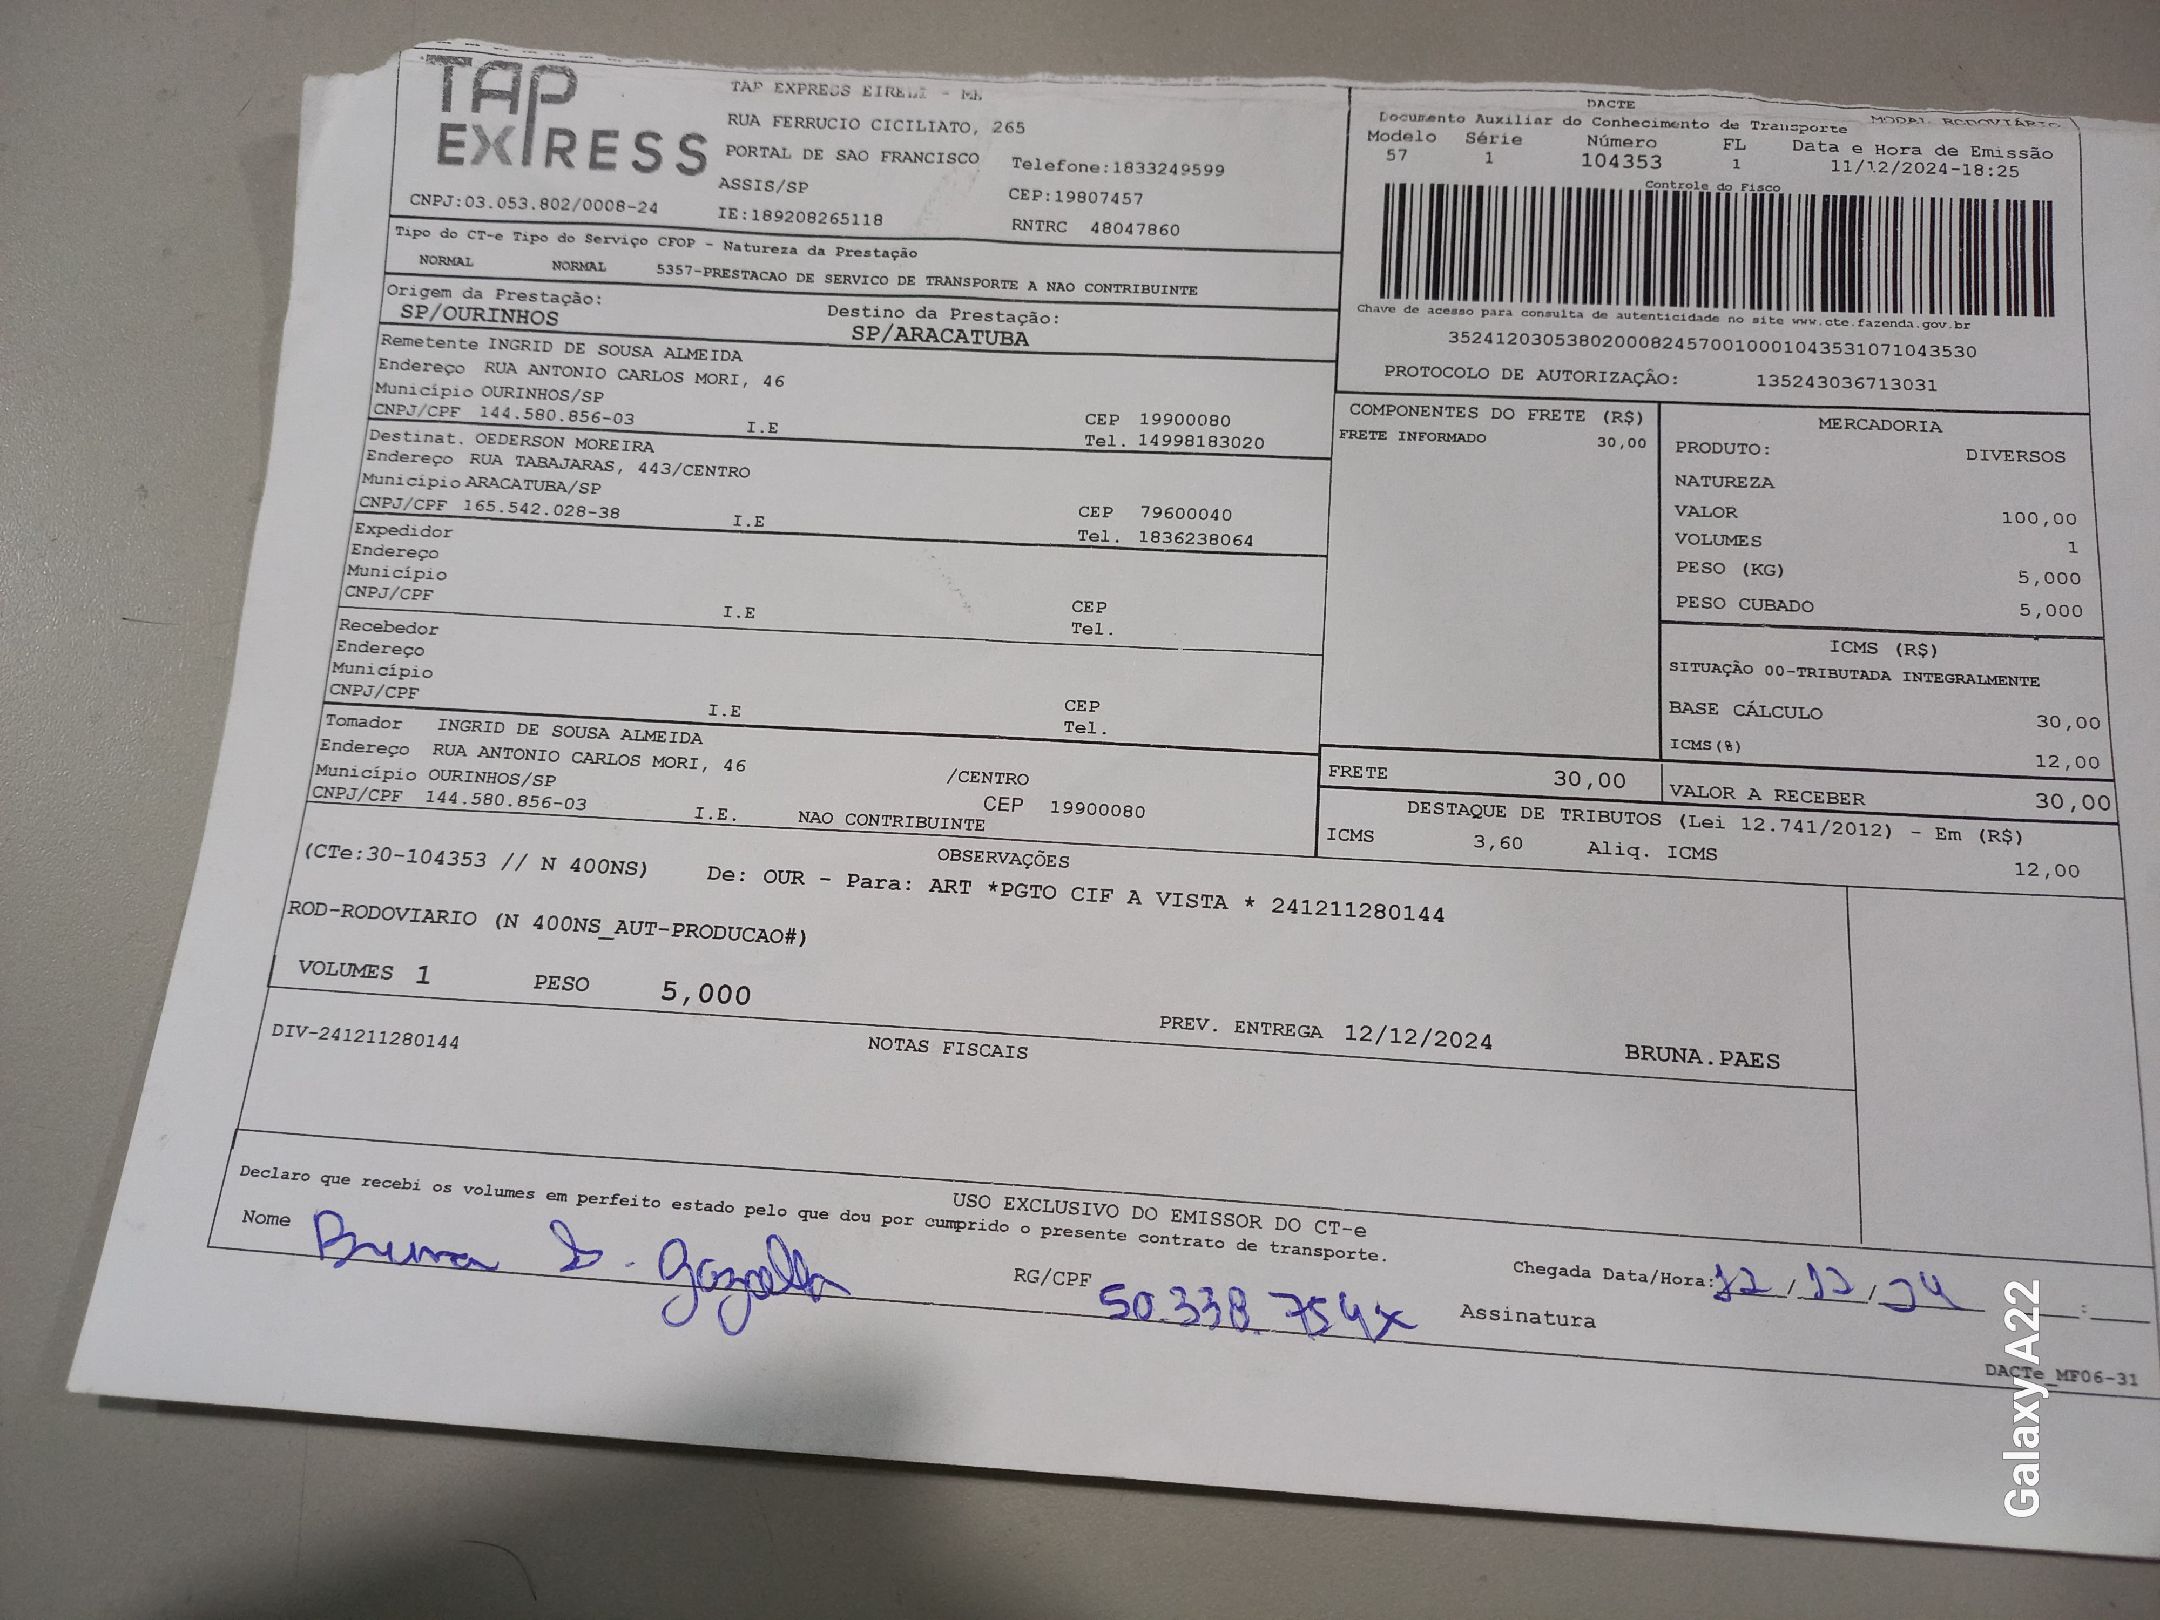 TAP
EXPRESS
TAP EXPRESS EIRELI - ME
RUA FERRUCIO CICILIATO, 265
PORTAL DE SAO FRANCISCO Telefone:1833249599
ASSIS/SP CEP:19807457
CNPJ:03.053.802/0008-24 IE:189208265118 RNTRC 48047860
DACTE
Documento Auxiliar do Conhecimento de Transporte MODAL RODOVIÁRIO
Modelo Série Número FL Data e Hora de Emissão
57 1 104353 1 11/12/2024-18:25
Controle do Fisco
Chave de acesso para consulta de autenticidade no site www.cte.fazenda.gov.br
35241203053802000824570010001043531071043530
PROTOCOLO DE AUTORIZAÇÃO: 135243036713031
Tipo do CT-e Tipo do Serviço CFOP - Natureza da Prestação
NORMAL NORMAL 5357-PRESTACAO DE SERVICO DE TRANSPORTE A NAO CONTRIBUINTE
Origem da Prestação: Destino da Prestação:
SP/OURINHOS SP/ARACATUBA
Remetente INGRID DE SOUSA ALMEIDA
Endereço RUA ANTONIO CARLOS MORI, 46
Município OURINHOS/SP CEP 19900080
CNPJ/CPF 144.580.856-03 I.E Tel. 14998183020
Destinat. OEDERSON MOREIRA
Endereço RUA TABAJARAS, 443/CENTRO
Município ARACATUBA/SP CEP 79600040
CNPJ/CPF 165.542.028-38 I.E Tel. 1836238064
Expedidor
Endereço
Município CEP
CNPJ/CPF I.E Tel.
Recebedor
Endereço
Município CEP
CNPJ/CPF I.E Tel.
Tomador INGRID DE SOUSA ALMEIDA
Endereço RUA ANTONIO CARLOS MORI, 46 /CENTRO
Município OURINHOS/SP CEP 19900080
CNPJ/CPF 144.580.856-03 I.E. NAO CONTRIBUINTE
COMPONENTES DO FRETE (R$)
FRETE INFORMADO 30,00
MERCADORIA
PRODUTO: DIVERSOS
NATUREZA
VALOR 100,00
VOLUMES 1
PESO (KG) 5,000
PESO CUBADO 5,000
ICMS (R$)
SITUAÇÃO 00-TRIBUTADA INTEGRALMENTE
BASE CÁLCULO 30,00
ICMS(%) 12,00
FRETE 30,00 VALOR A RECEBER 30,00
DESTAQUE DE TRIBUTOS (Lei 12.741/2012) - Em (R$)
ICMS 3,60 Aliq. ICMS 12,00
OBSERVAÇÕES
(CTe:30-104353 // N 400NS) De: OUR - Para: ART *PGTO CIF A VISTA * 241211280144
ROD-RODOVIARIO (N 400NS_AUT-PRODUCAO#)
VOLUMES 1 PESO 5,000 PREV. ENTREGA 12/12/2024 BRUNA.PAES
NOTAS FISCAIS
DIV-241211280144
USO EXCLUSIVO DO EMISSOR DO CT-e
Declaro que recebi os volumes em perfeito estado pelo que dou por cumprido o presente contrato de transporte.
Nome Bruna RG/CPF 50.338.754x Chegada Data/Hora:12/12/24 :
Assinatura
DACTe_MF06-31
Galaxy A22